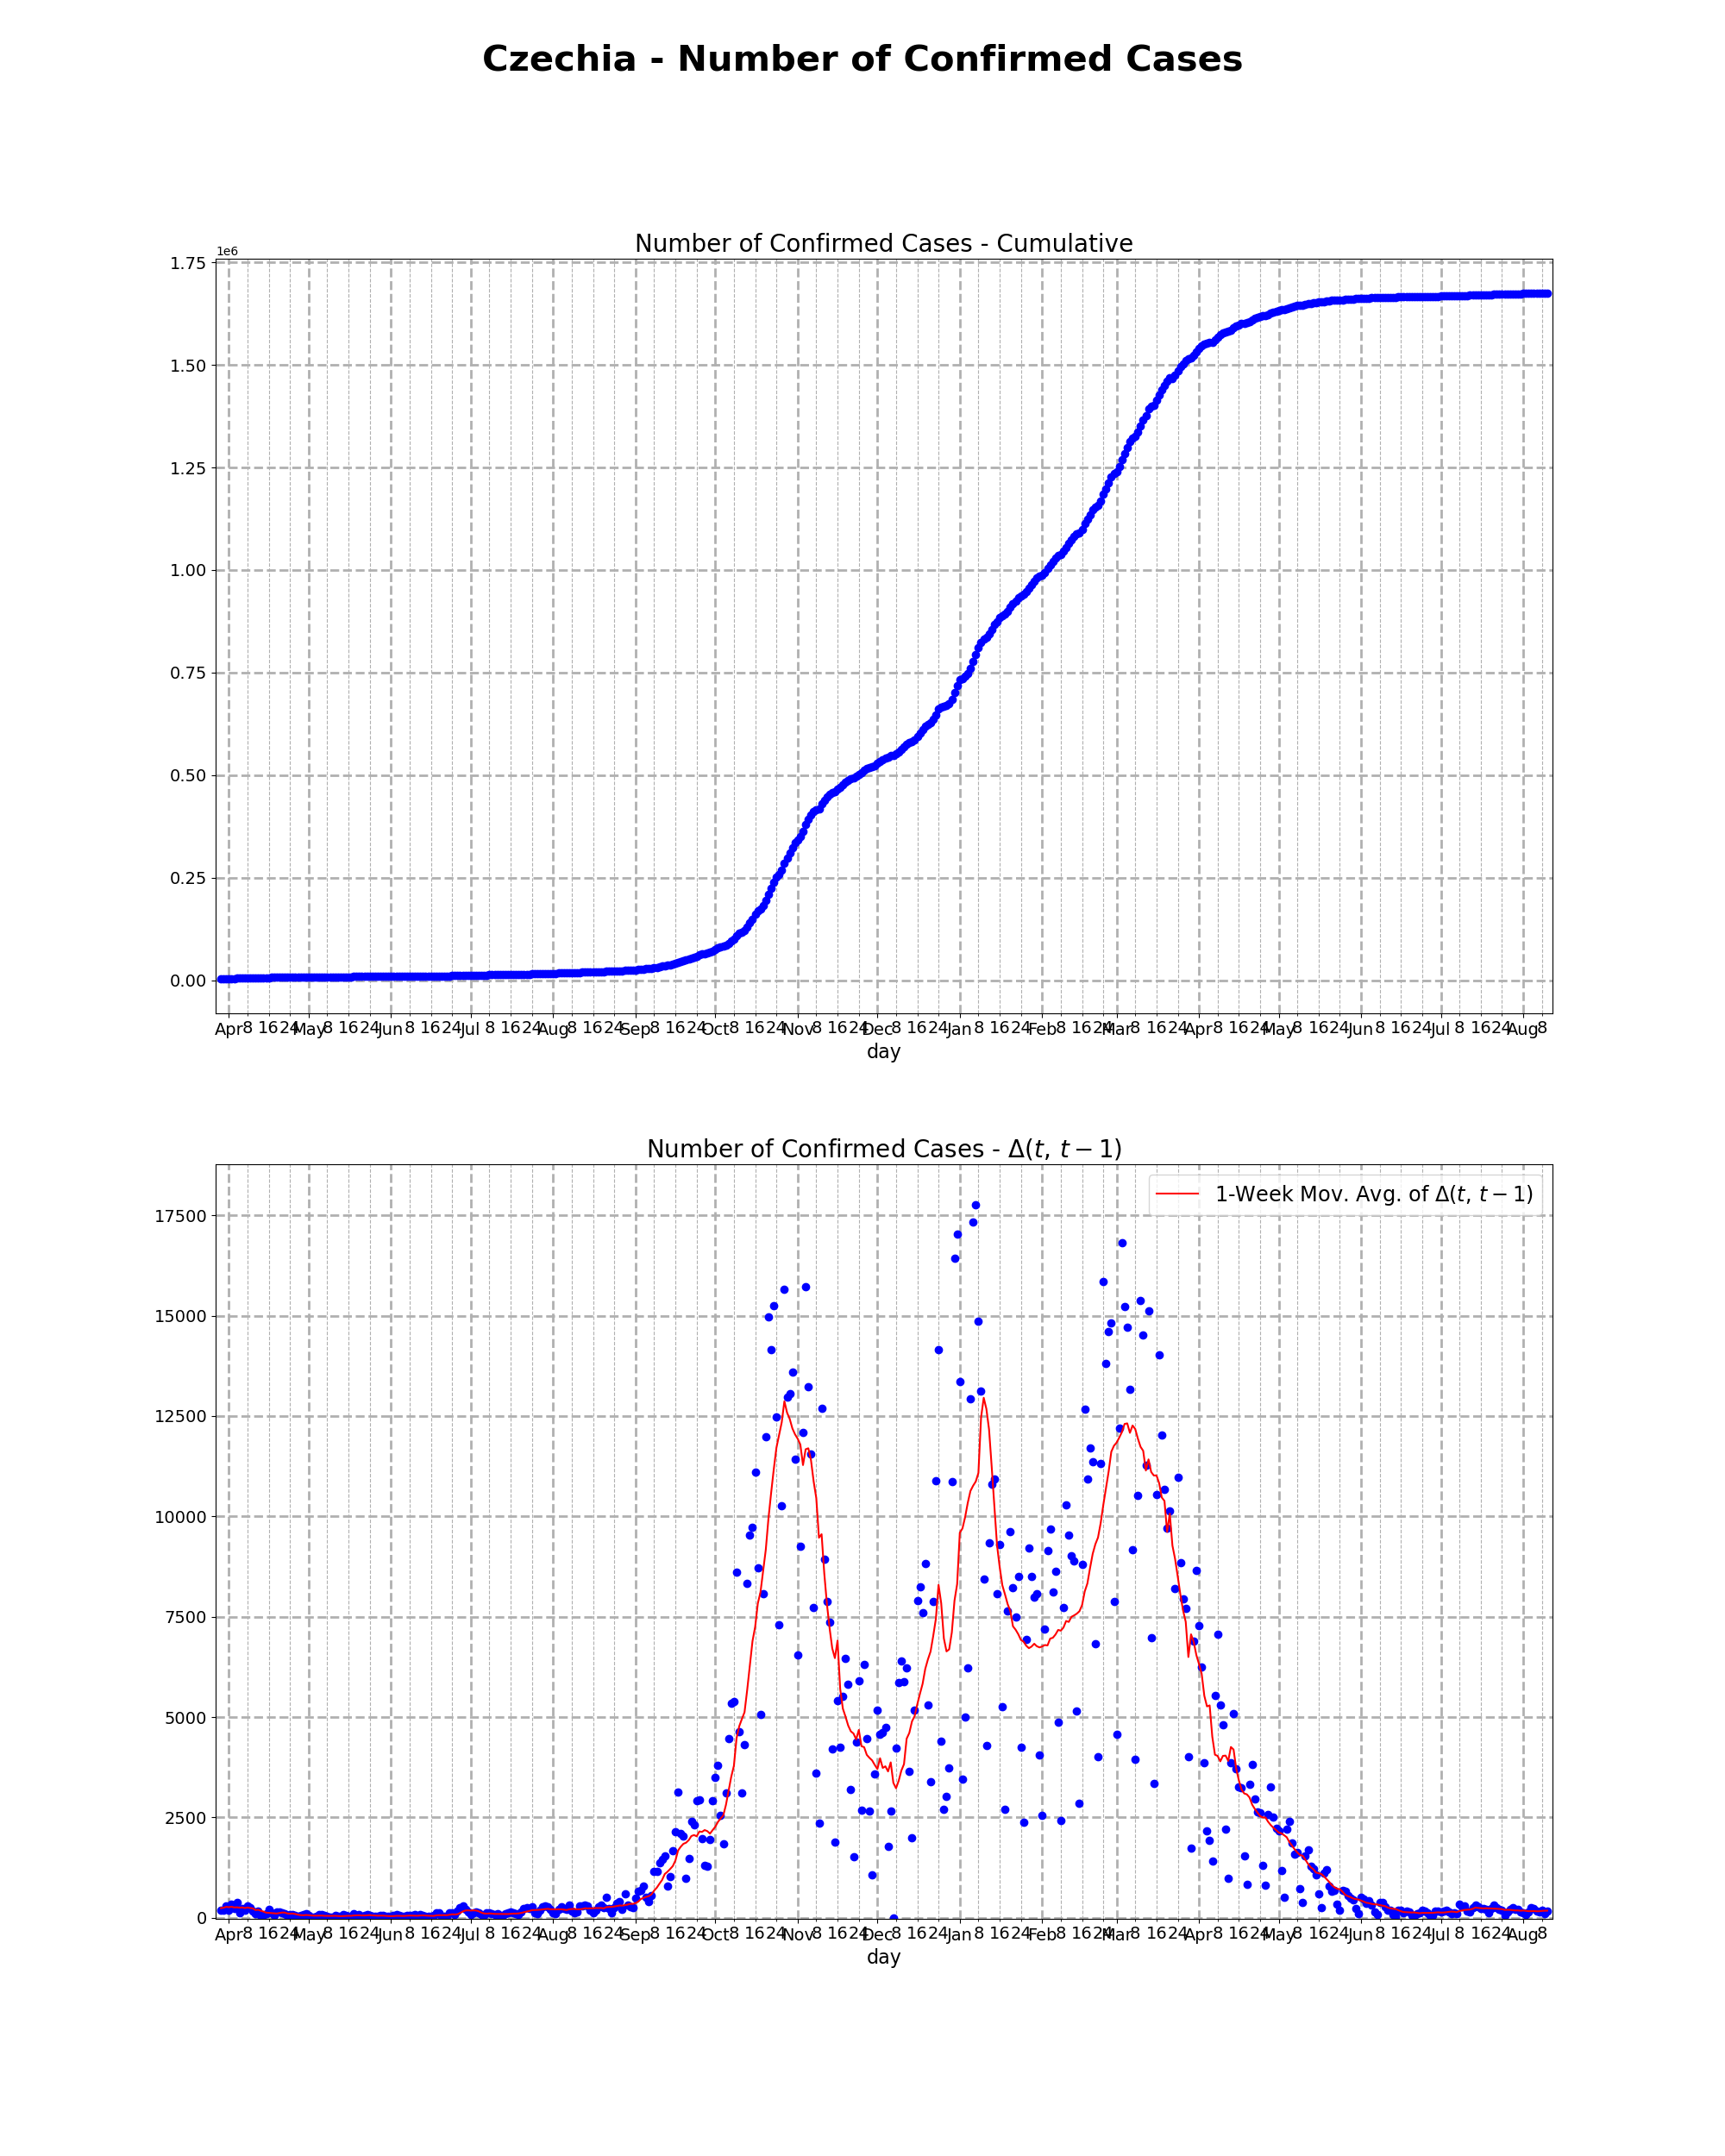 Czechia - Number of Confirmed Cases
Number of Confirmed Cases - Cumulative
1e6
1.75
1.50
1.25
1.00
0.75
0.50
0.25
0.00
Apr 8 16 24 May 8 16 24 Jun 8 16 24 Jul 8 16 24 Aug 8 16 24 Sep 8 16 24 Oct 8 16 24 Nov 8 16 24 Dec 8 16 24 Jan 8 16 24 Feb 8 16 24 Mar 8 16 24 Apr 8 16 24 May 8 16 24 Jun 8 16 24 Jul 8 16 24 Aug 8
day
Number of Confirmed Cases - Δ(t, t − 1)
1-Week Mov. Avg. of Δ(t, t − 1)
17500
15000
12500
10000
7500
5000
2500
0
Apr 8 16 24 May 8 16 24 Jun 8 16 24 Jul 8 16 24 Aug 8 16 24 Sep 8 16 24 Oct 8 16 24 Nov 8 16 24 Dec 8 16 24 Jan 8 16 24 Feb 8 16 24 Mar 8 16 24 Apr 8 16 24 May 8 16 24 Jun 8 16 24 Jul 8 16 24 Aug 8
day